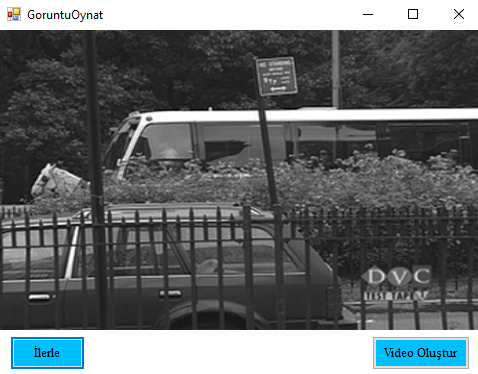 GoruntuOynat
NO STANDING
DVC
TEST TAPE
İlerle
Video Oluştur